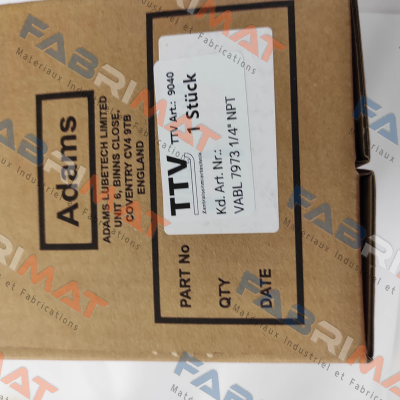 Adams
ADAMS LUBETECH LIMITED
UNIT 6, BINNS CLOSE,
COVENTRY CV4 9TB
ENGLAND
TTV
Zentralschmiertechnik
TTV Art.: 9040
1 Stück
Kd. Art. Nr.:
VABL 7973 1/4" NPT
PART No
QTY
DATE
FABRIMAT
Matériaux Industriel et Fabrications